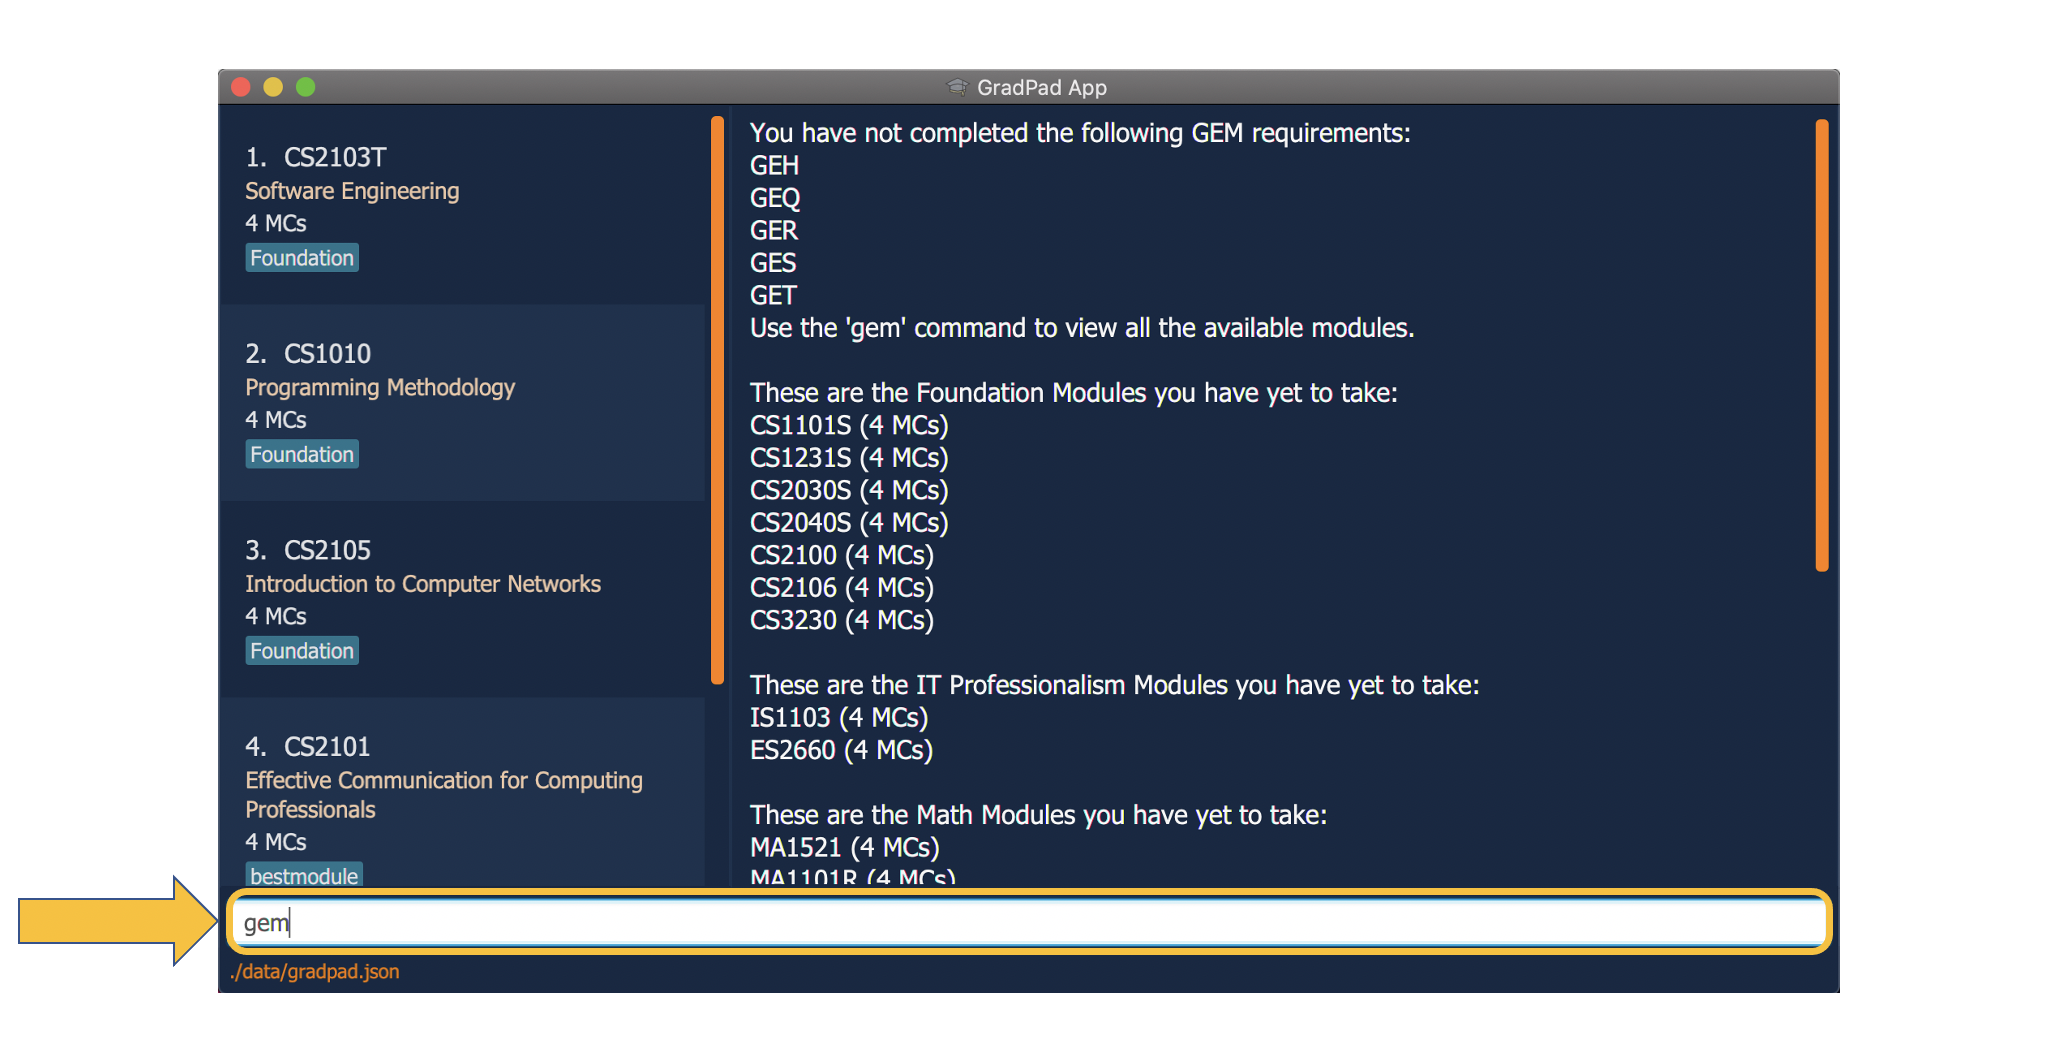 GradPad App
1. CS2103T
Software Engineering
4 MCs
Foundation
2. CS1010
Programming Methodology
4 MCs
Foundation
3. CS2105
Introduction to Computer Networks
4 MCs
Foundation
4. CS2101
Effective Communication for Computing
Professionals
4 MCs
bestmodule
You have not completed the following GEM requirements:
GEH
GEQ
GER
GES
GET
Use the 'gem' command to view all the available modules.
These are the Foundation Modules you have yet to take:
CS1101S (4 MCs)
CS1231S (4 MCs)
CS2030S (4 MCs)
CS2040S (4 MCs)
CS2100 (4 MCs)
CS2106 (4 MCs)
CS3230 (4 MCs)
These are the IT Professionalism Modules you have yet to take:
IS1103 (4 MCs)
ES2660 (4 MCs)
These are the Math Modules you have yet to take:
MA1521 (4 MCs)
MA1101R (4 MCs)
gem
./data/gradpad.json